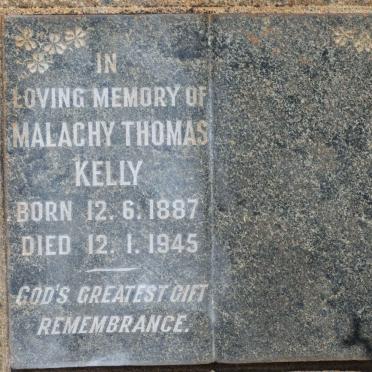 IN
LOVING MEMORY OF
MALACHY THOMAS
KELLY
BORN 12. 6. 1887
DIED 12. 1. 1945
GOD'S GREATEST GIFT
REMEMBRANCE.